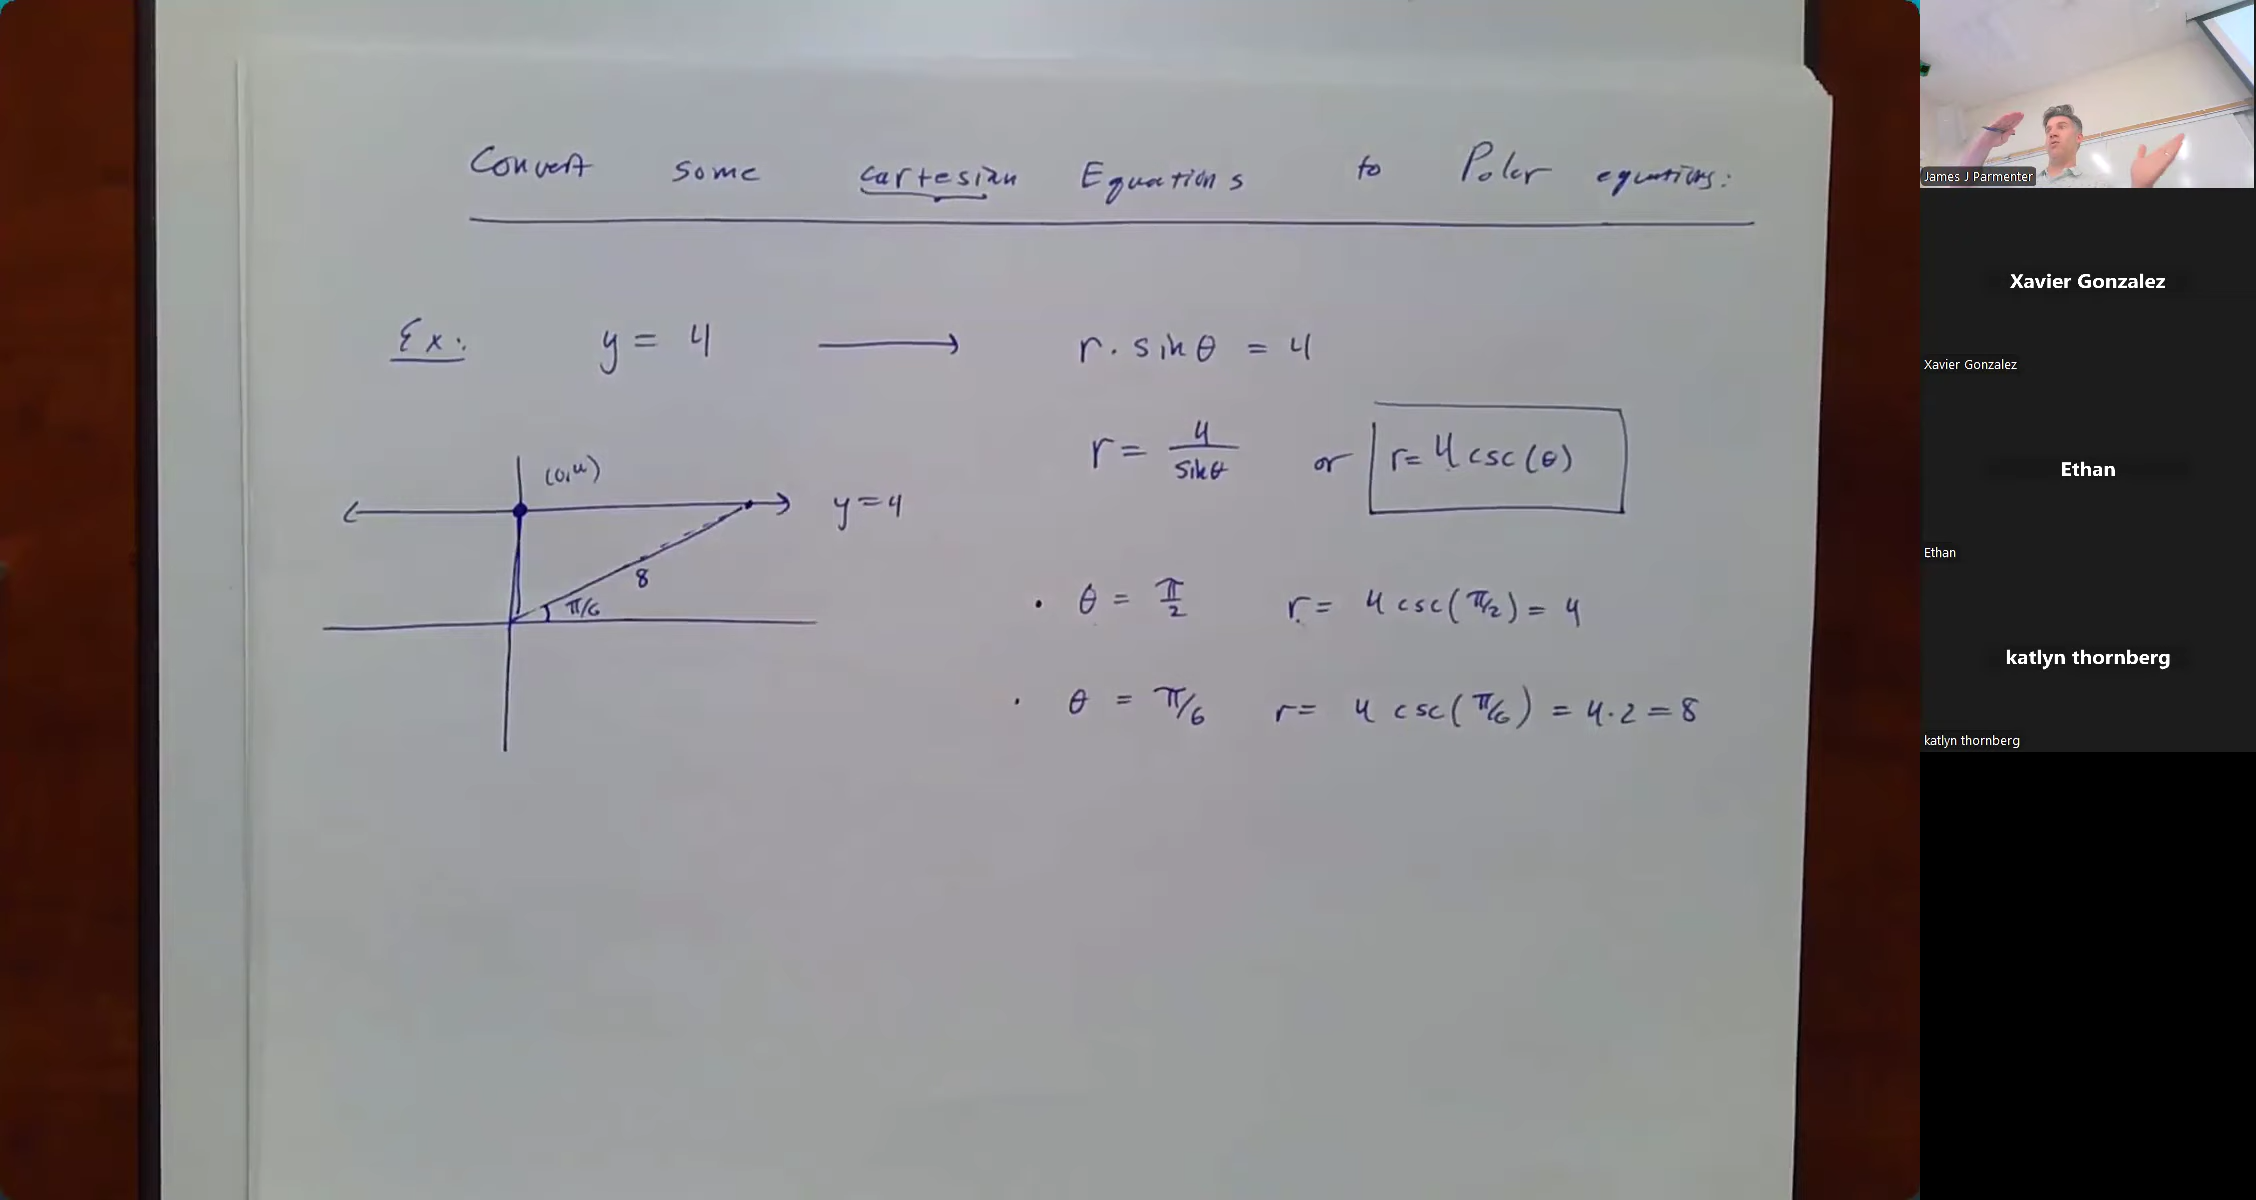 Convert some cartesian Equations to Polar equations:
Ex: y = 4 → r · sinθ = 4
r = 4/sinθ or r = 4 csc(θ)
(0,4)
y = 4
8
π/6
· θ = π/2 r = 4 csc(π/2) = 4
· θ = π/6 r = 4 csc(π/6) = 4·2 = 8
James J Parmenter
Xavier Gonzalez
Xavier Gonzalez
Ethan
Ethan
katlyn thornberg
katlyn thornberg